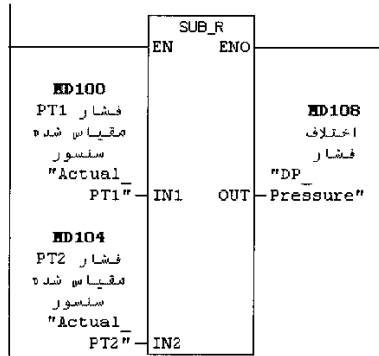 SUB_R
EN ENO
MD100
فشار PT1
مقیاس شده
سنسور
"Actual_
PT1" IN1
MD108
اختلاف
فشار
"DP_
OUT Pressure"
MD104
فشار PT2
مقیاس شده
سنسور
"Actual_
PT2" IN2